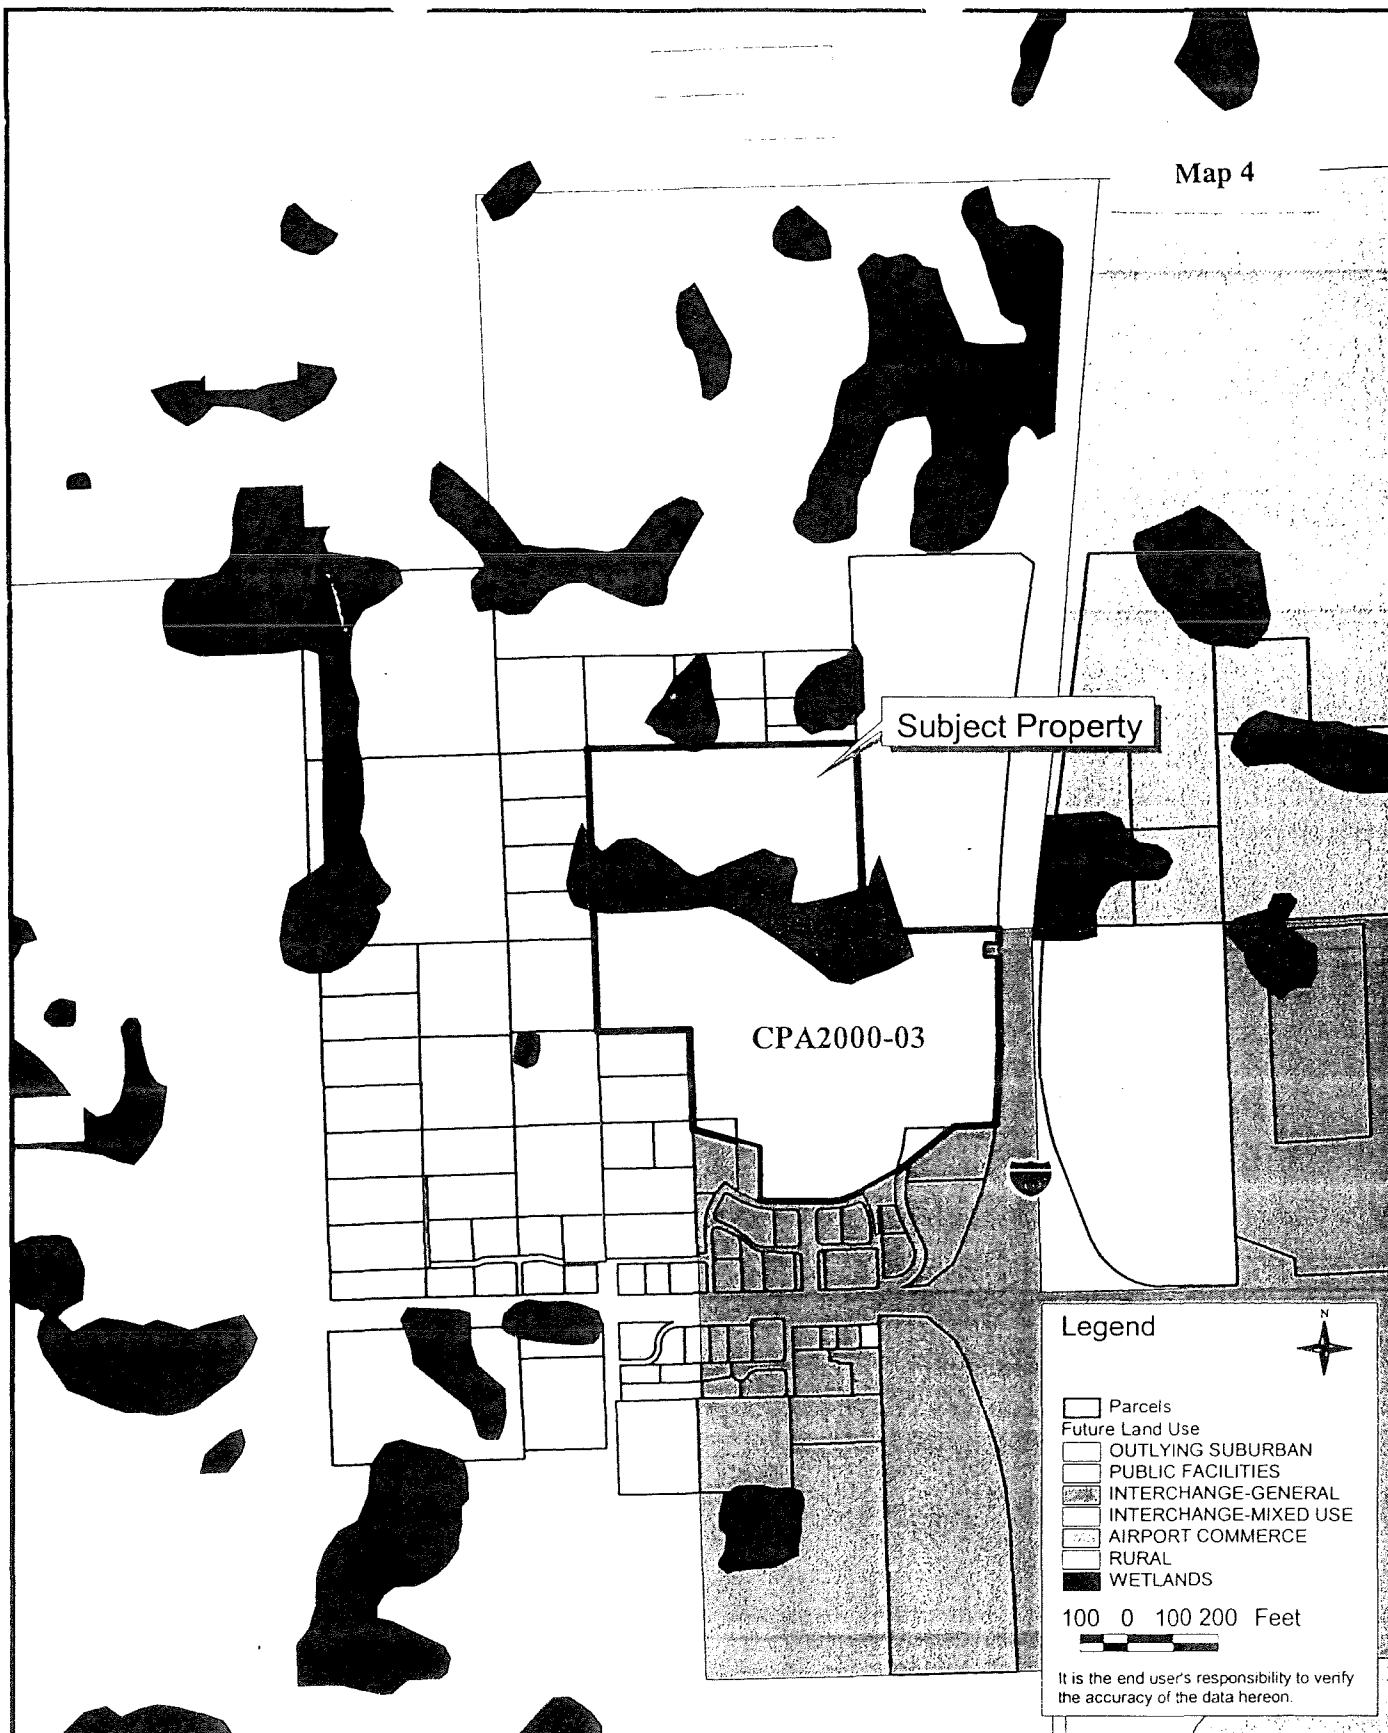 Map 4
Subject Property
CPA2000-03
Legend
N
Parcels
Future Land Use
OUTLYING SUBURBAN
PUBLIC FACILITIES
INTERCHANGE-GENERAL
INTERCHANGE-MIXED USE
AIRPORT COMMERCE
RURAL
WETLANDS
100 0 100 200 Feet
It is the end user's responsibility to verify
the accuracy of the data hereon.